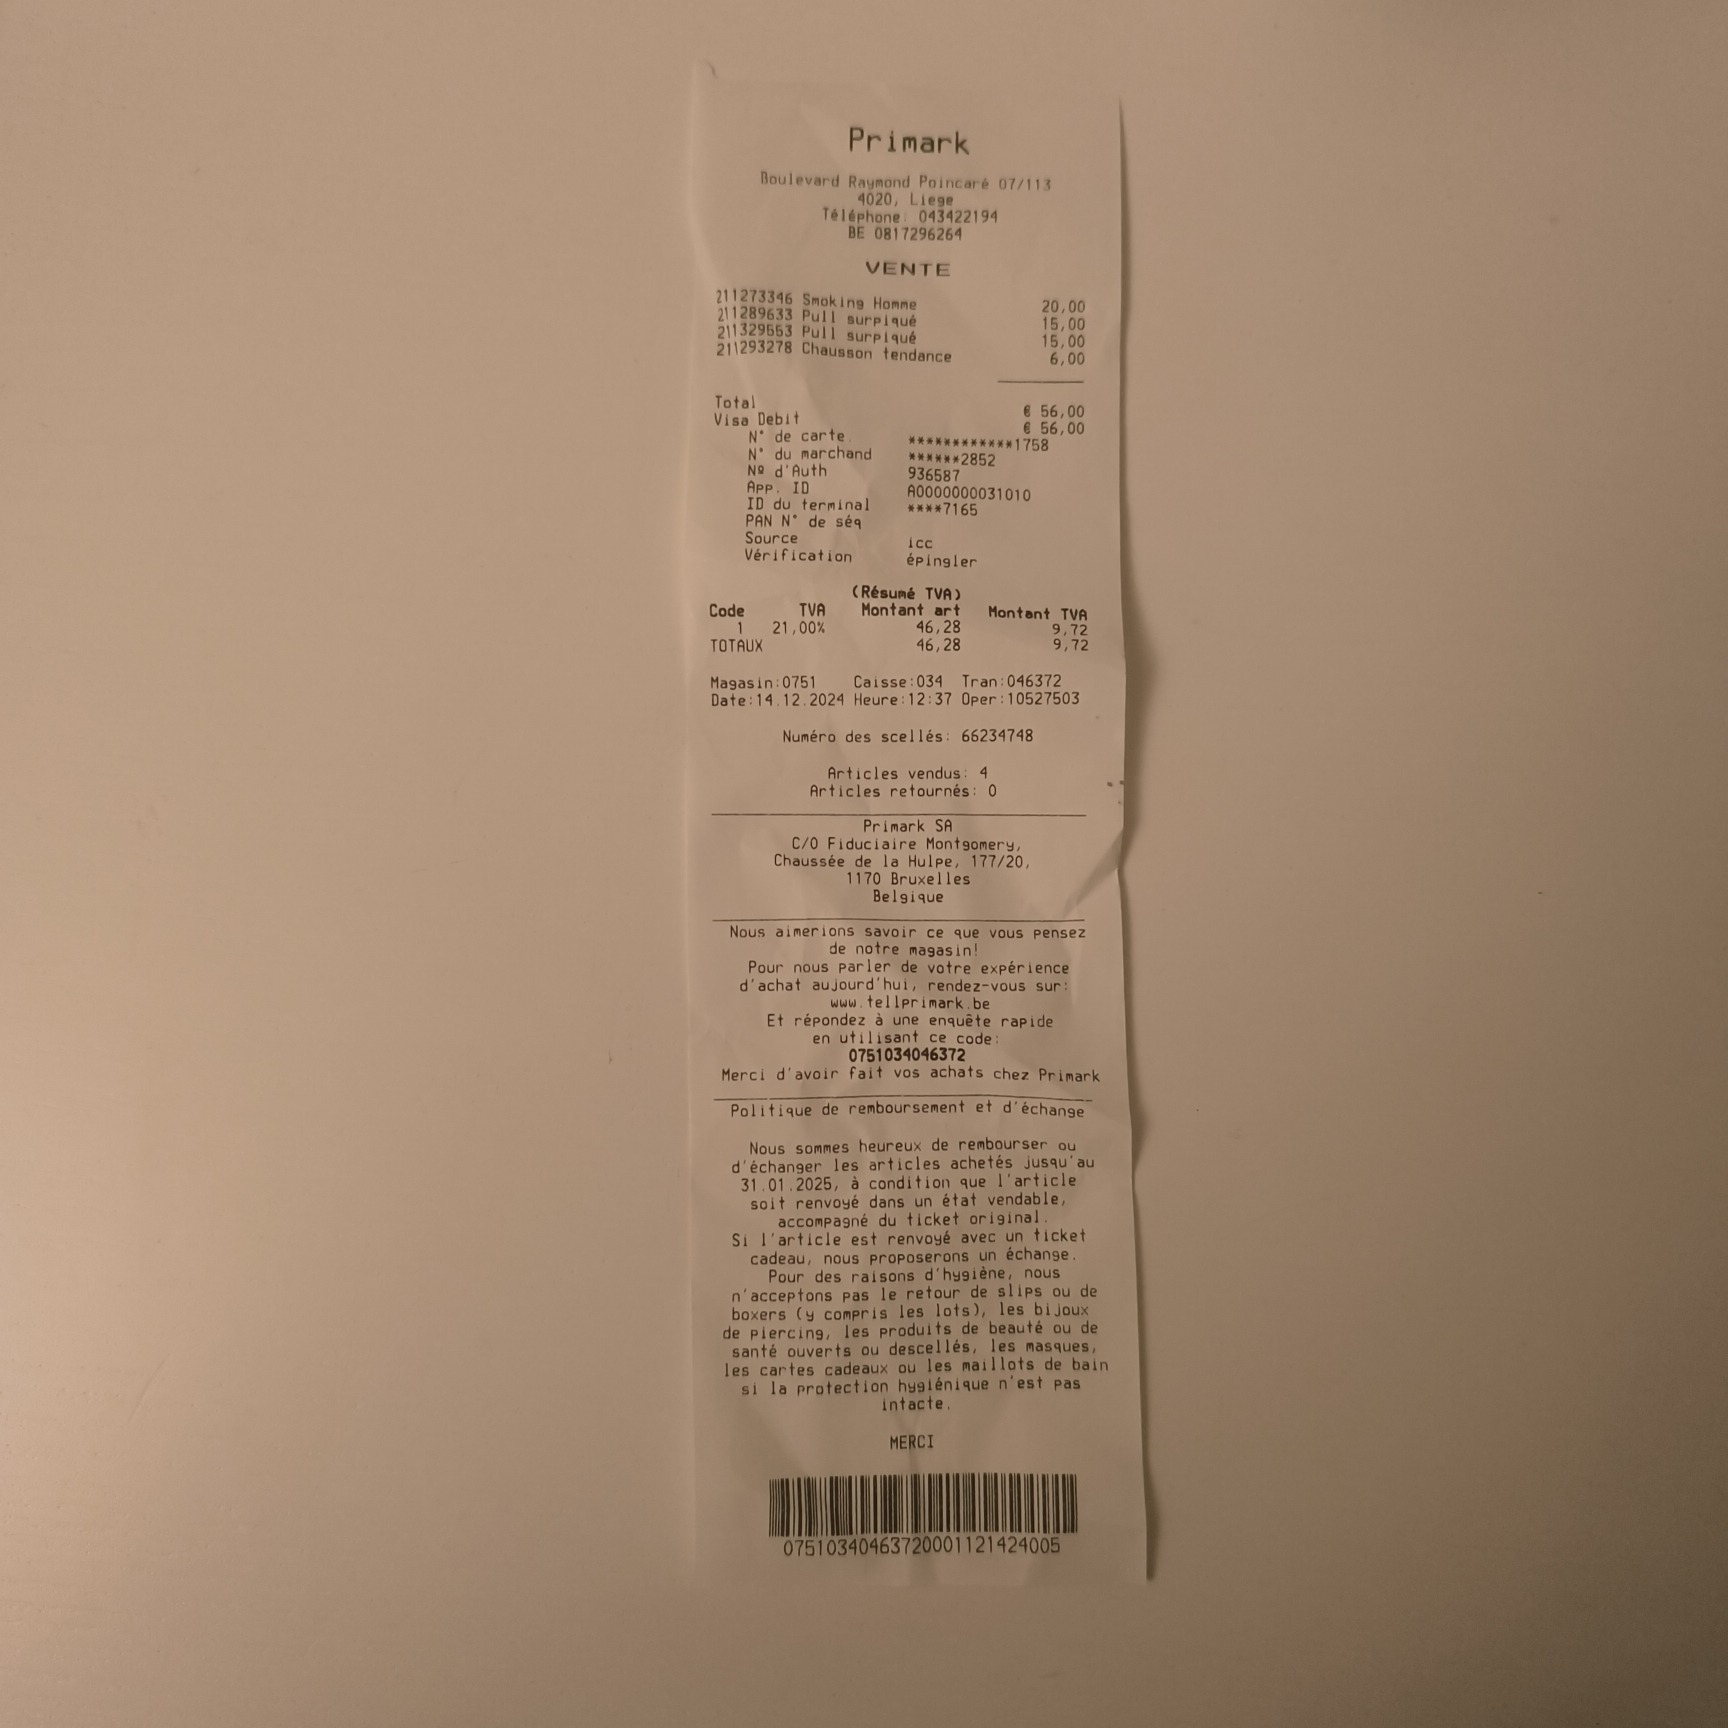 Primark
Boulevard Raymond Poincaré 07/113
4020, Liege
Téléphone: 043422194
BE 0817296264
VENTE
211273346 Smoking Homme 20,00
211289633 Pull surpiqué 15,00
211329553 Pull surpiqué 15,00
211293278 Chausson tendance 6,00
Total € 56,00
Visa Debit € 56,00
N° de carte. ************1758
N° du marchand ******2852
Nº d'Auth 936587
App. ID A0000000031010
ID du terminal ****7165
PAN N° de séq
Source icc
Vérification épingler
(Résumé TVA)
Code TVA Montant art Montant TVA
1 21,00% 46,28 9,72
TOTAUX 46,28 9,72
Magasin:0751 Caisse:034 Tran:046372
Date:14.12.2024 Heure:12:37 Oper:10527503
Numéro des scellés: 66234748
Articles vendus: 4
Articles retournés: 0
Primark SA
C/O Fiduciaire Montgomery,
Chaussée de la Hulpe, 177/20,
1170 Bruxelles
Belgique
Nous aimerions savoir ce que vous pensez
de notre magasin!
Pour nous parler de votre expérience
d'achat aujourd'hui, rendez-vous sur:
www.tellprimark.be
Et répondez à une enquête rapide
en utilisant ce code:
0751034046372
Merci d'avoir fait vos achats chez Primark
Politique de remboursement et d'échange
Nous sommes heureux de rembourser ou
d'échanger les articles achetés jusqu'au
31.01.2025, à condition que l'article
soit renvoyé dans un état vendable,
accompagné du ticket original.
Si l'article est renvoyé avec un ticket
cadeau, nous proposerons un échange.
Pour des raisons d'hygiène, nous
n'acceptons pas le retour de slips ou de
boxers (y compris les lots), les bijoux
de piercing, les produits de beauté ou de
santé ouverts ou descellés, les masques,
les cartes cadeaux ou les maillots de bain
si la protection hygiénique n'est pas
intacte.
MERCI
07510340463720001121424005